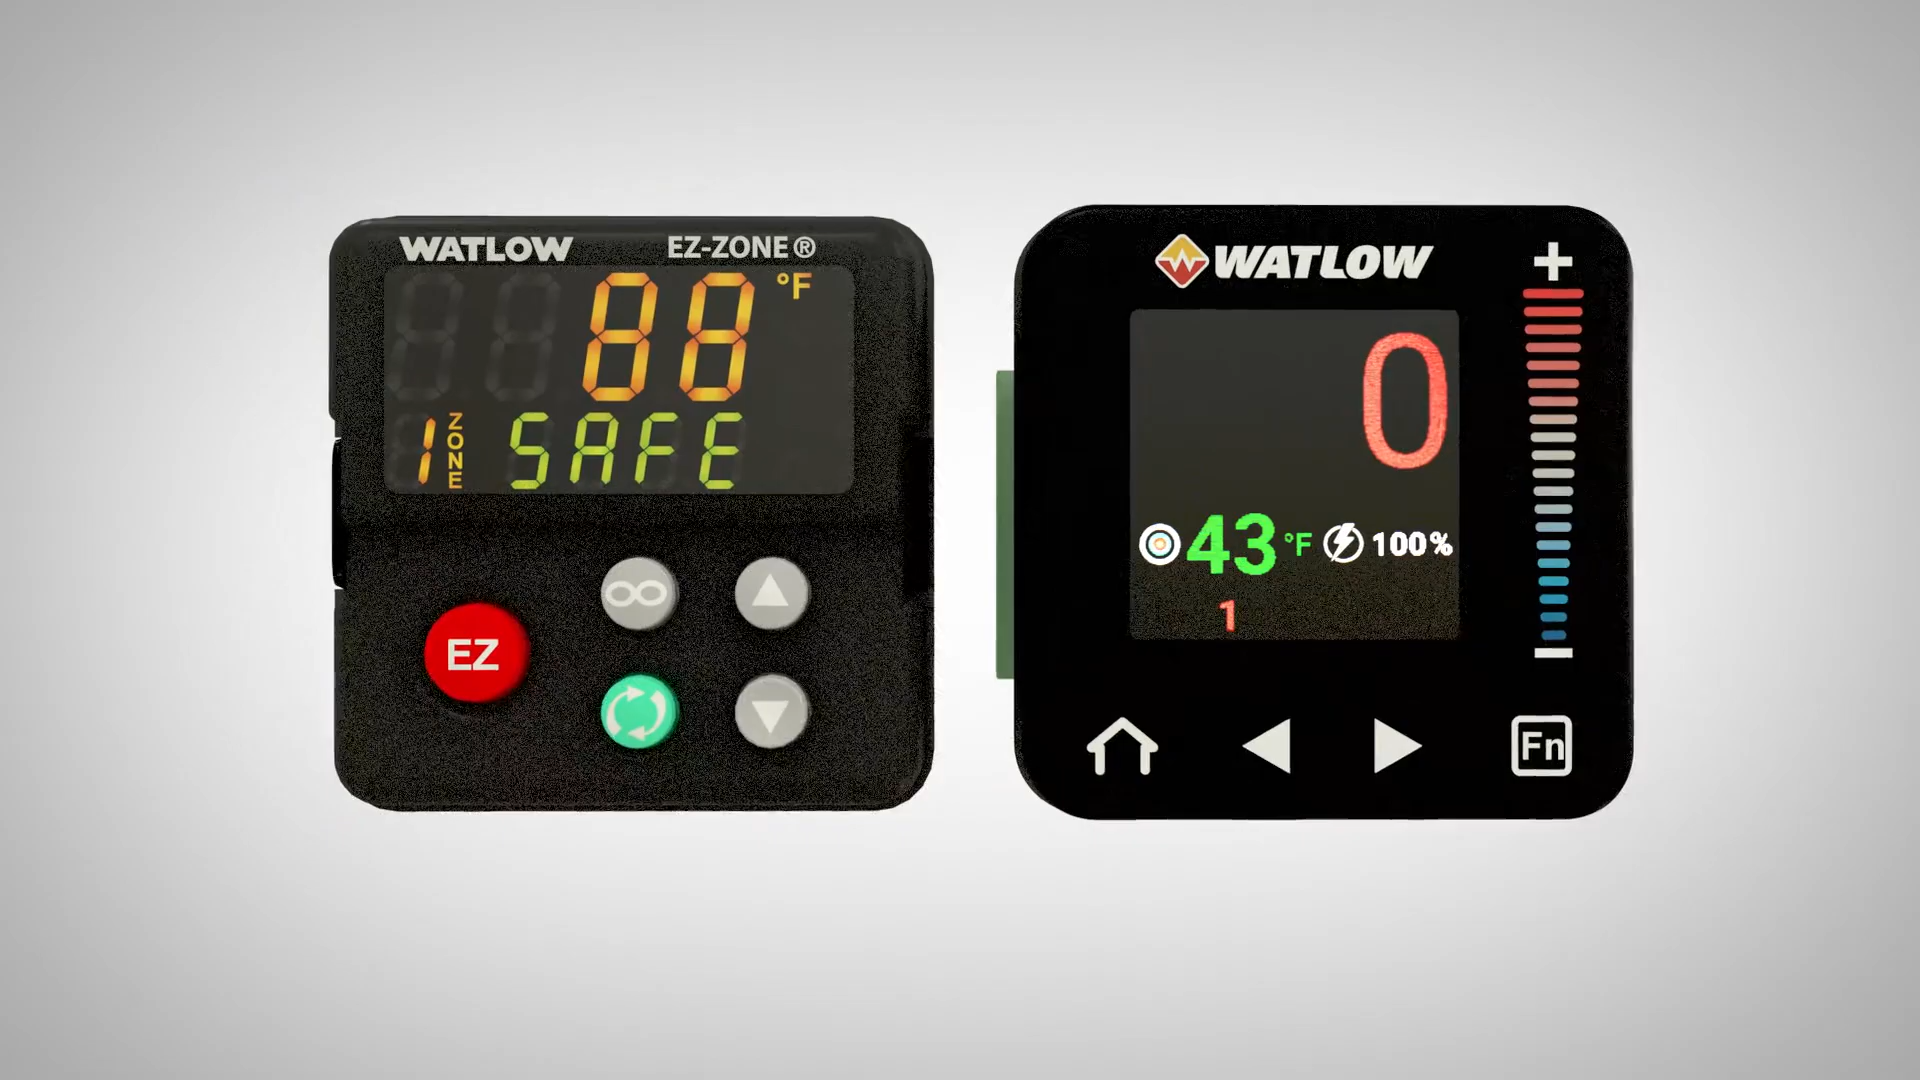 WATLOW EZ-ZONE®
88 °F
1 ZONE SAFE
EZ
WATLOW
0
43 °F 100%
1
Fn